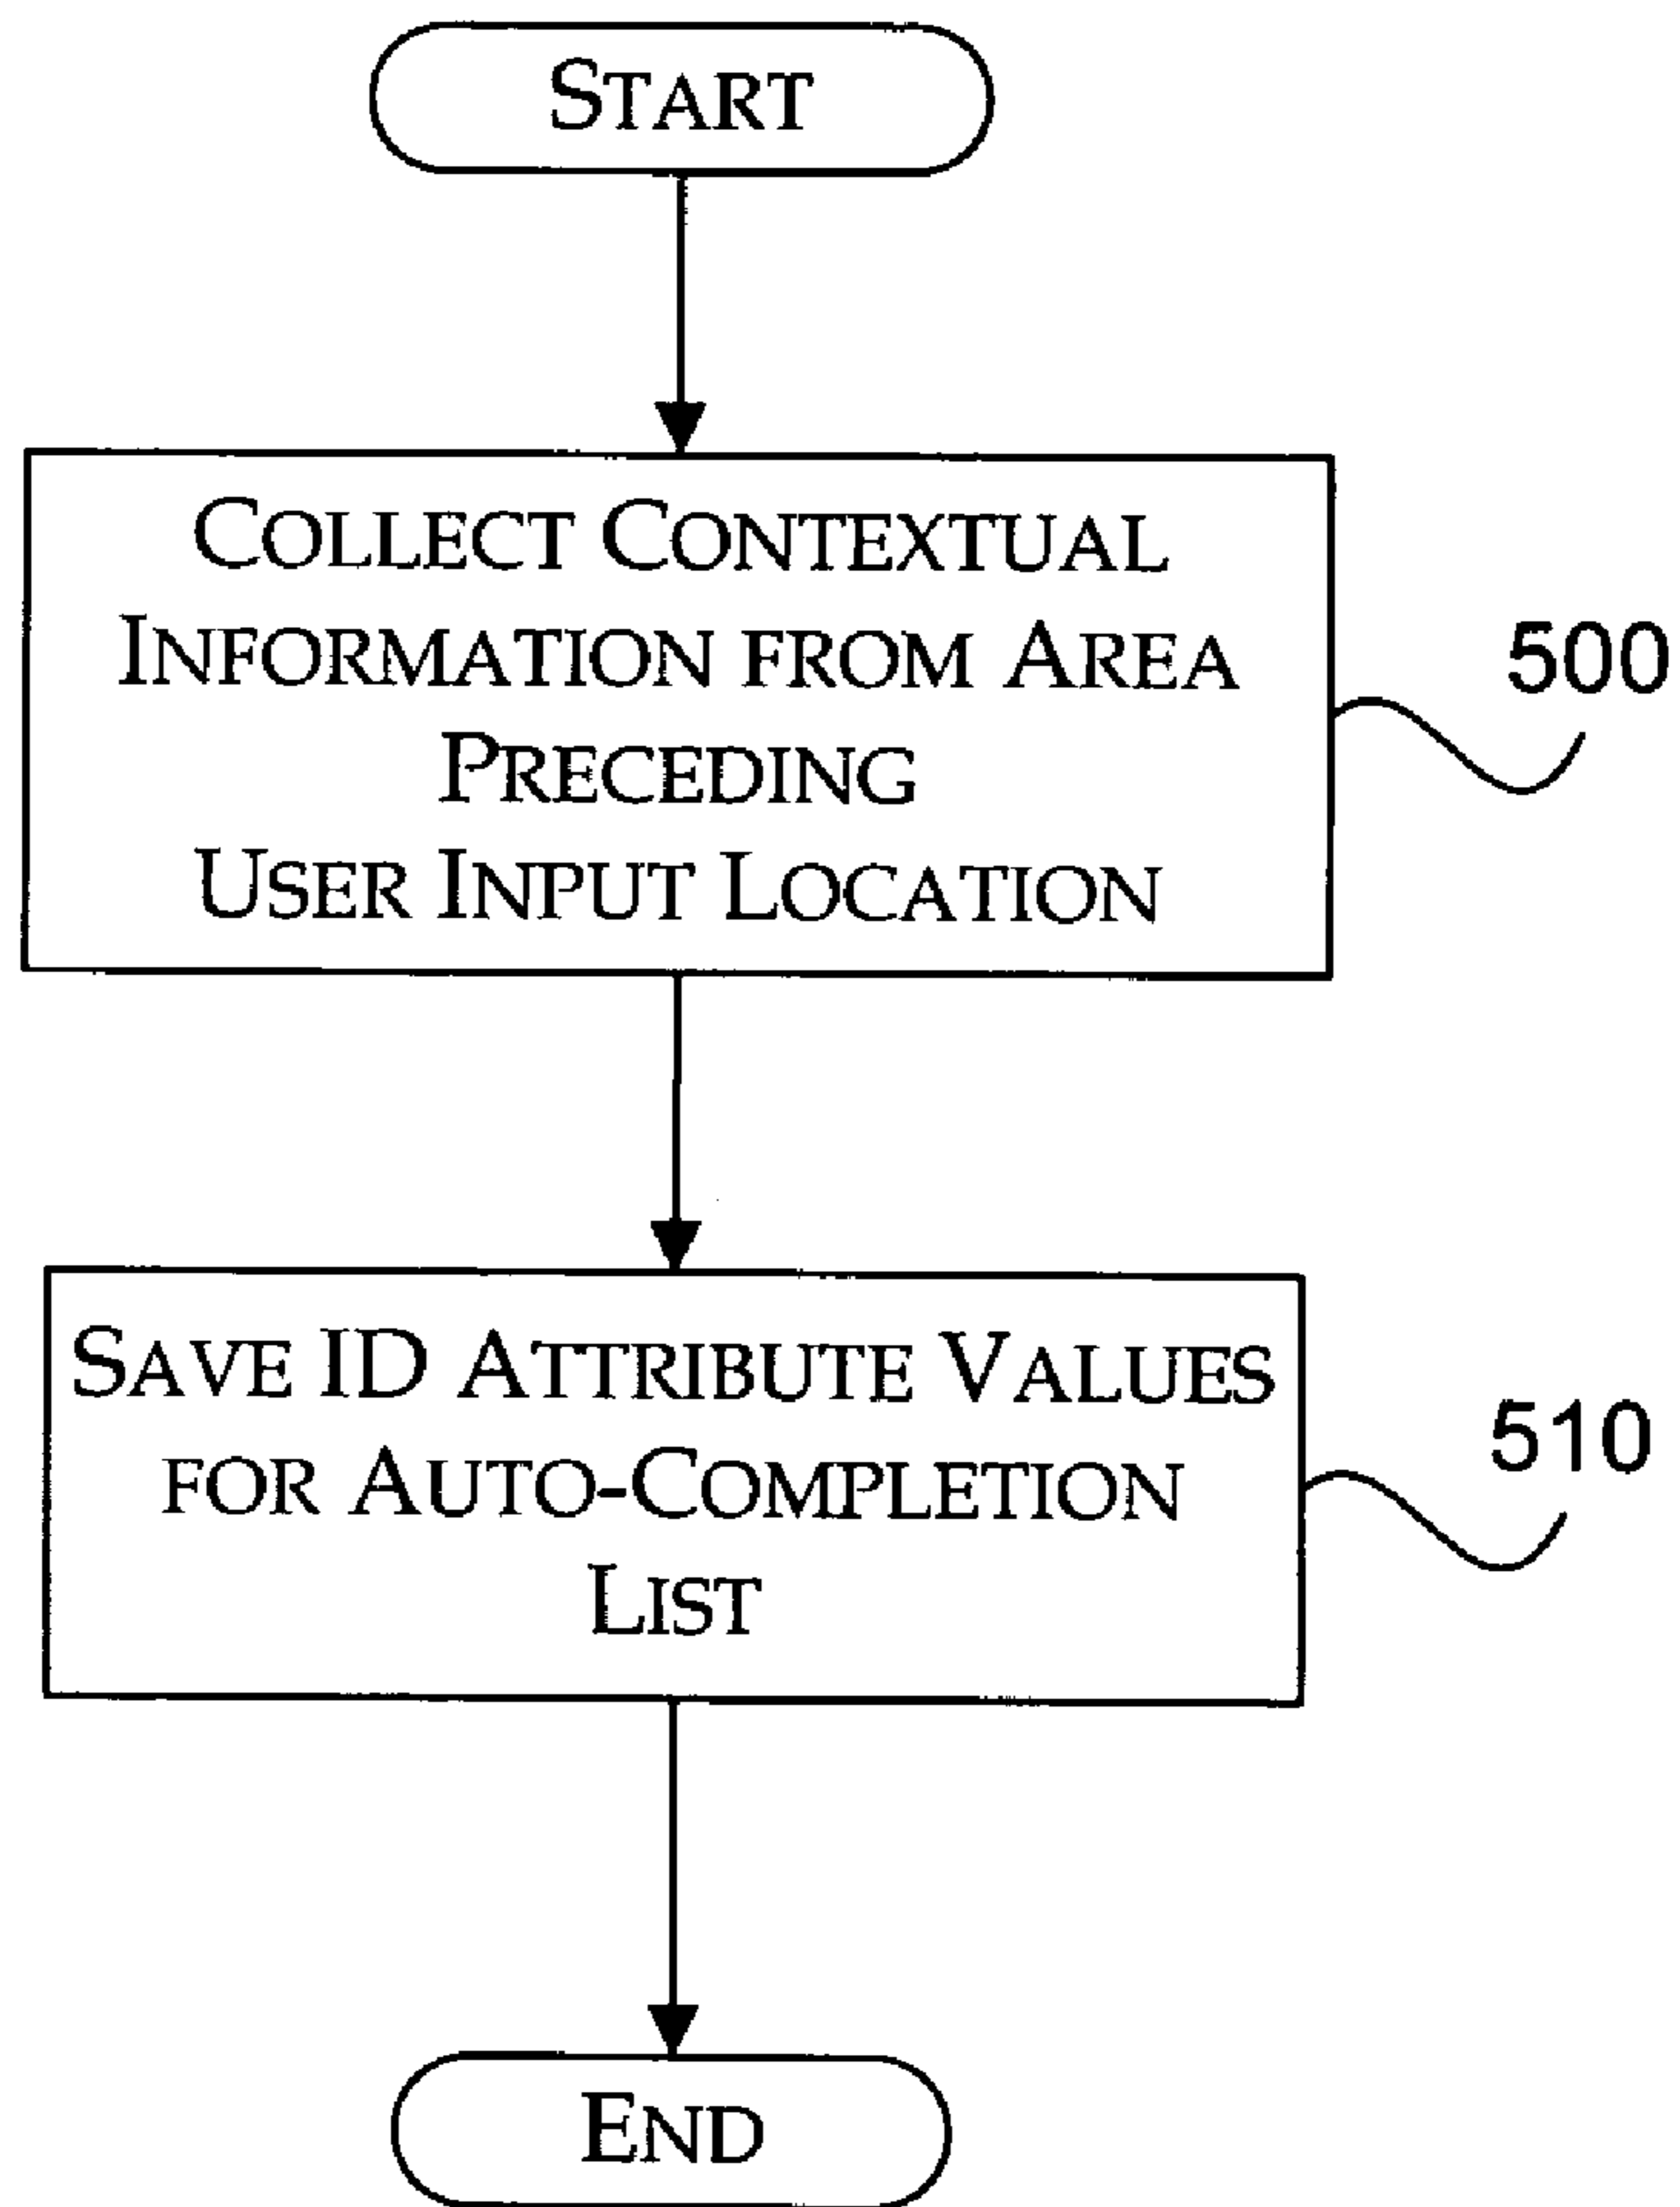 START
COLLECT CONTEXTUAL
INFORMATION FROM AREA
PRECEDING
USER INPUT LOCATION
500
SAVE ID ATTRIBUTE VALUES
FOR AUTO-COMPLETION
LIST
510
END